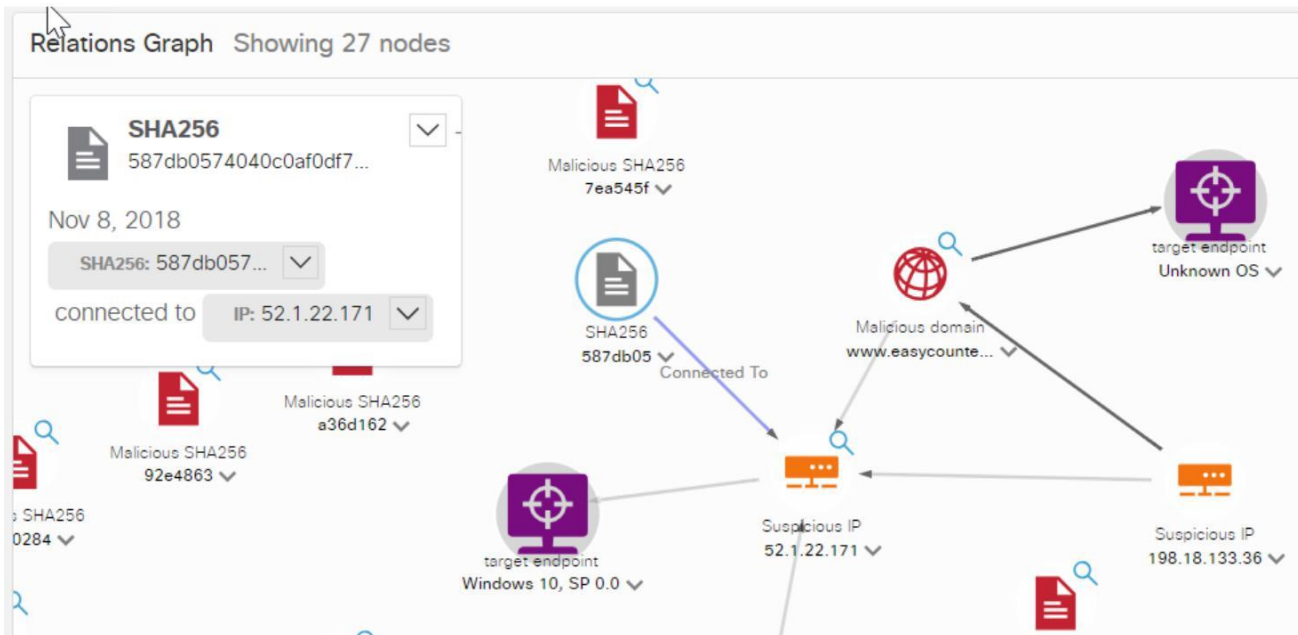 Relations Graph Showing 27 nodes
SHA256
587db0574040c0af0df7...
Nov 8, 2018
SHA256: 587db057...
connected to IP: 52.1.22.171
Malicious SHA256
7ea545f
target endpoint
Unknown OS
SHA256
587db05
Connected To
Malicious domain
www.easycounte...
Malicious SHA256
a36d162
Malicious SHA256
92e4863
SHA256
0284
target endpoint
Windows 10, SP 0.0
Suspicious IP
52.1.22.171
Suspicious IP
198.18.133.36